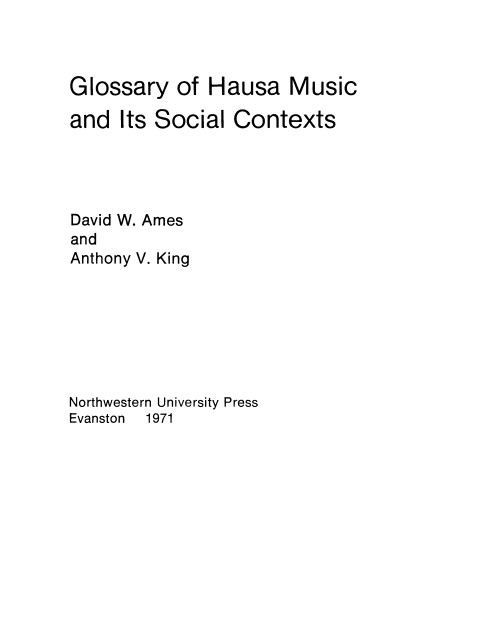 Glossary of Hausa Music
and Its Social Contexts
David W. Ames
and
Anthony V. King
Northwestern University Press
Evanston 1971